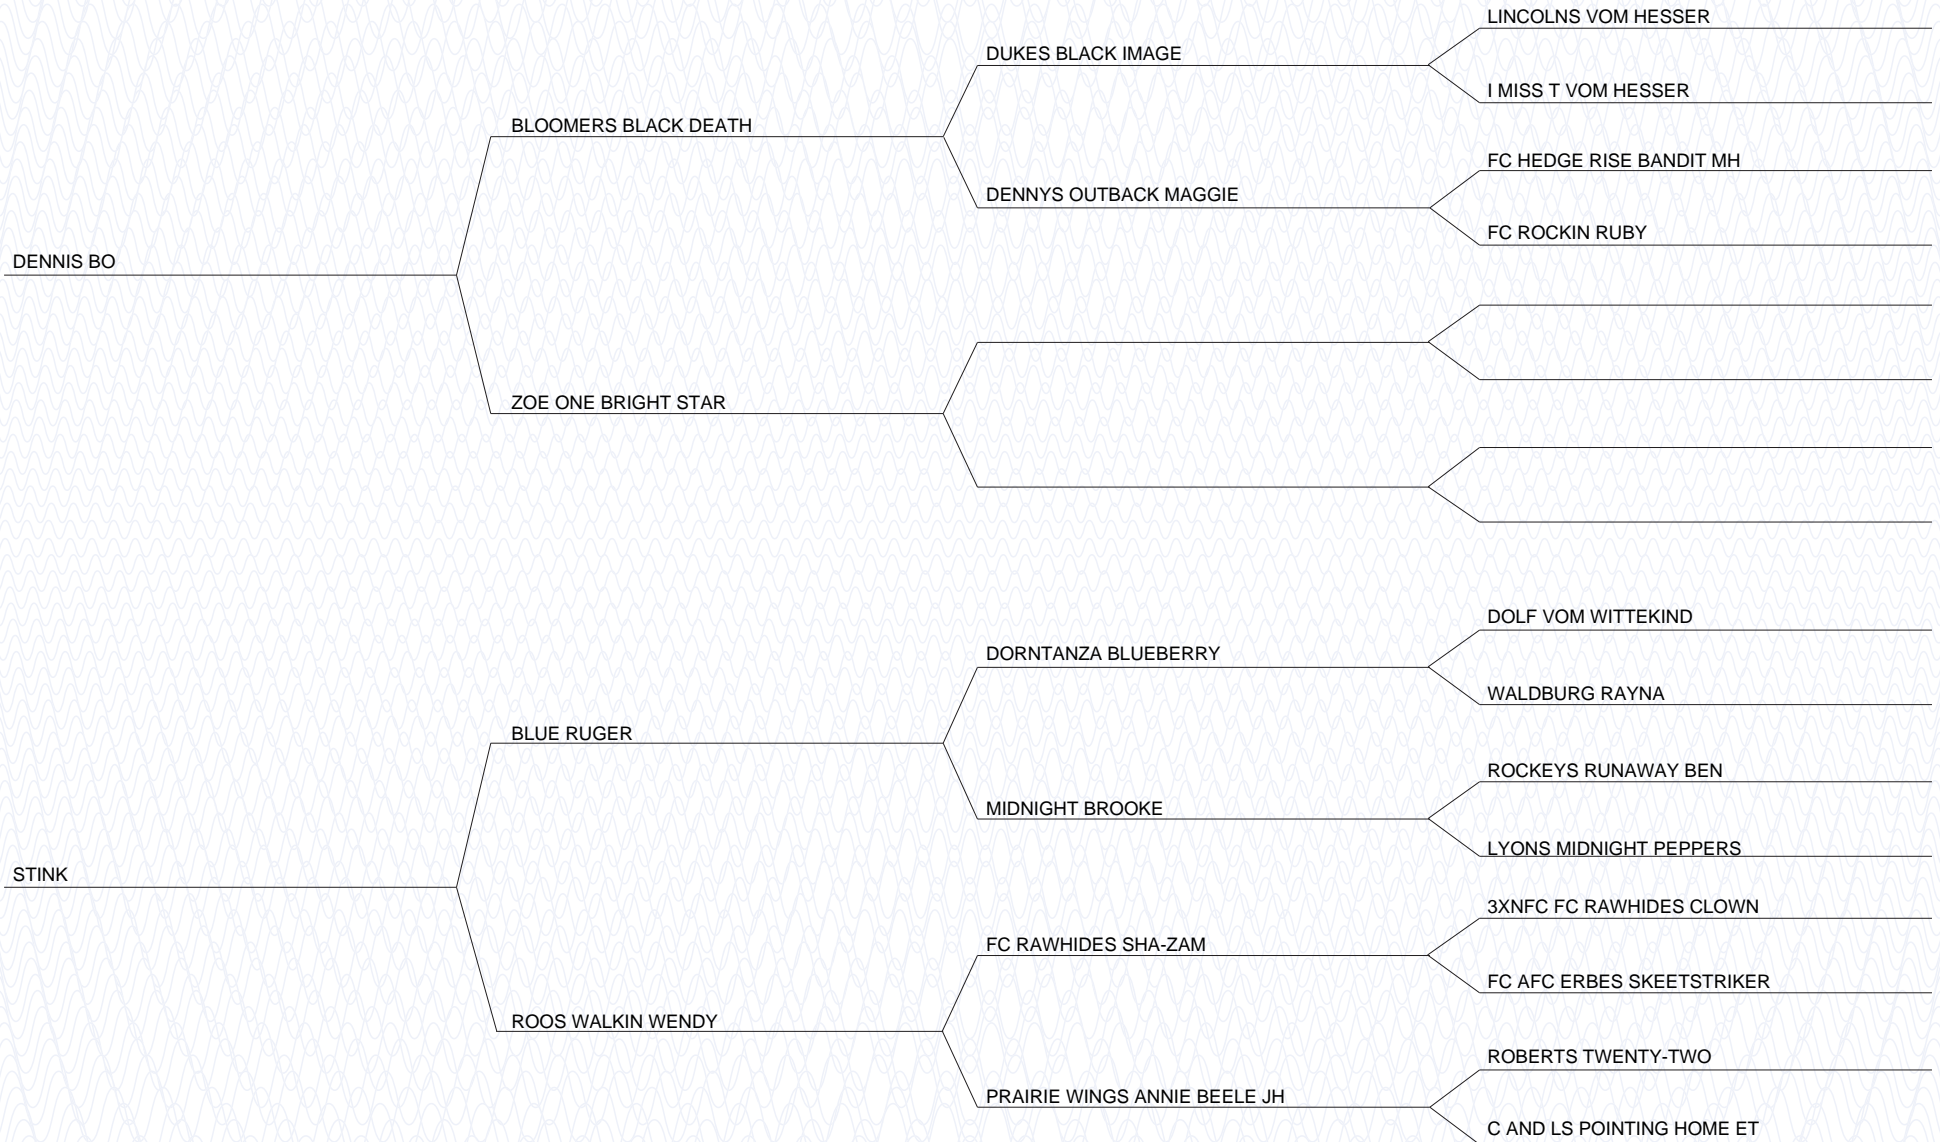 LINCOLNS VOM HESSER
DUKES BLACK IMAGE
I MISS T VOM HESSER
BLOOMERS BLACK DEATH
FC HEDGE RISE BANDIT MH
DENNYS OUTBACK MAGGIE
FC ROCKIN RUBY
DENNIS BO
ZOE ONE BRIGHT STAR
DOLF VOM WITTEKIND
DORNTANZA BLUEBERRY
WALDBURG RAYNA
BLUE RUGER
ROCKEYS RUNAWAY BEN
MIDNIGHT BROOKE
LYONS MIDNIGHT PEPPERS
STINK
3XNFC FC RAWHIDES CLOWN
FC RAWHIDES SHA-ZAM
FC AFC ERBES SKEETSTRIKER
ROOS WALKIN WENDY
ROBERTS TWENTY-TWO
PRAIRIE WINGS ANNIE BEELE JH
C AND LS POINTING HOME ET